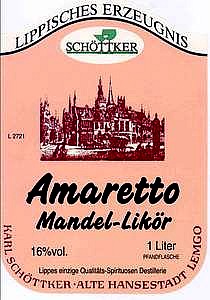 LIPPISCHES ERZEUGNIS
SCHÖTTKER
L 2721
Amaretto
Mandel-Likör
16%vol.
1 Liter
PFANDFLASCHE
Lippes einzige Qualitäts-Spirituosen Destillerie
KARL SCHÖTTKER · ALTE HANSESTADT LEMGO